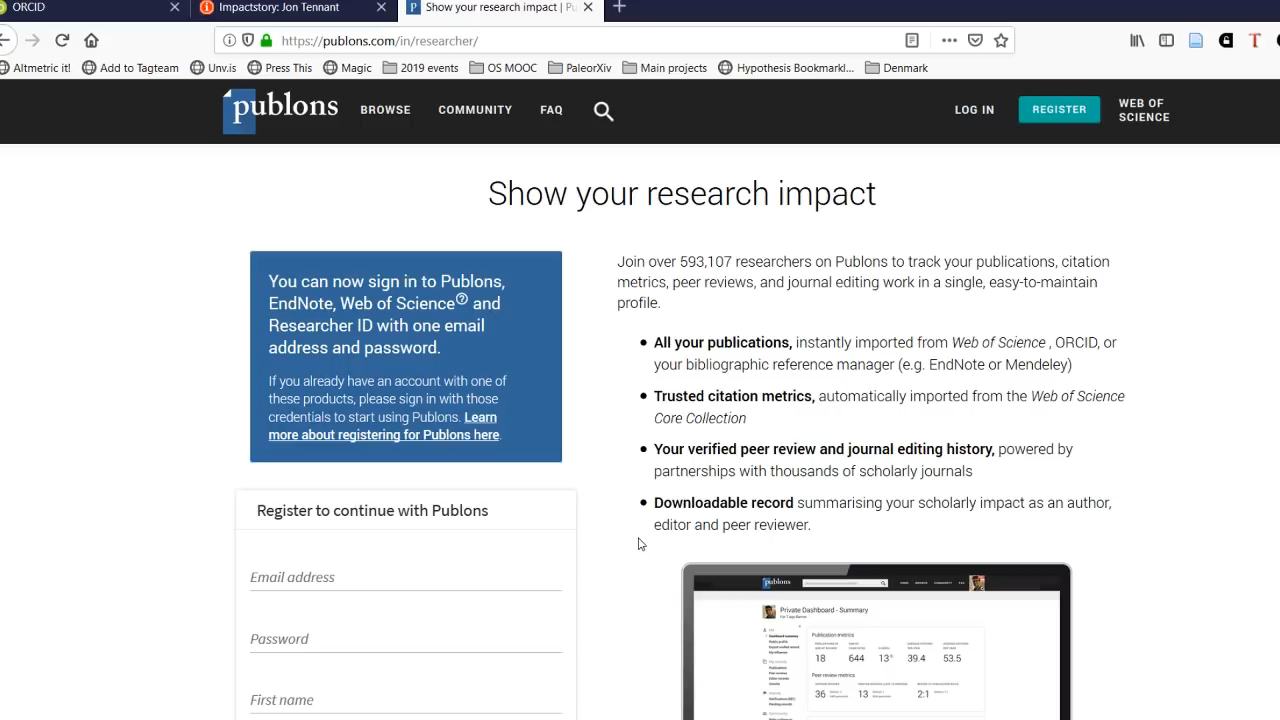 ORCID
Impactstory: Jon Tennant
Show your research impact | Pu
https://publons.com/in/researcher/
Altmetric it!
Add to Tagteam
Unv.is
Press This
Magic
2019 events
OS MOOC
PaleorXiv
Main projects
Hypothesis Bookmarkl...
Denmark
publons
BROWSE
COMMUNITY
FAQ
LOG IN
REGISTER
WEB OF
SCIENCE
Show your research impact
You can now sign in to Publons,
EndNote, Web of Science? and
Researcher ID with one email
address and password.
If you already have an account with one of
these products, please sign in with those
credentials to start using Publons. Learn
more about registering for Publons here.
Register to continue with Publons
Email address
Password
First name
Join over 593,107 researchers on Publons to track your publications, citation
metrics, peer reviews, and journal editing work in a single, easy-to-maintain
profile.
All your publications, instantly imported from Web of Science , ORCID, or
your bibliographic reference manager (e.g. EndNote or Mendeley)
Trusted citation metrics, automatically imported from the Web of Science
Core Collection
Your verified peer review and journal editing history, powered by
partnerships with thousands of scholarly journals
Downloadable record summarising your scholarly impact as an author,
editor and peer reviewer.
publons
Private Dashboard - Summary
Publication metrics
18 644 13 39.4 53.5
Peer review metrics
36 13 2:1